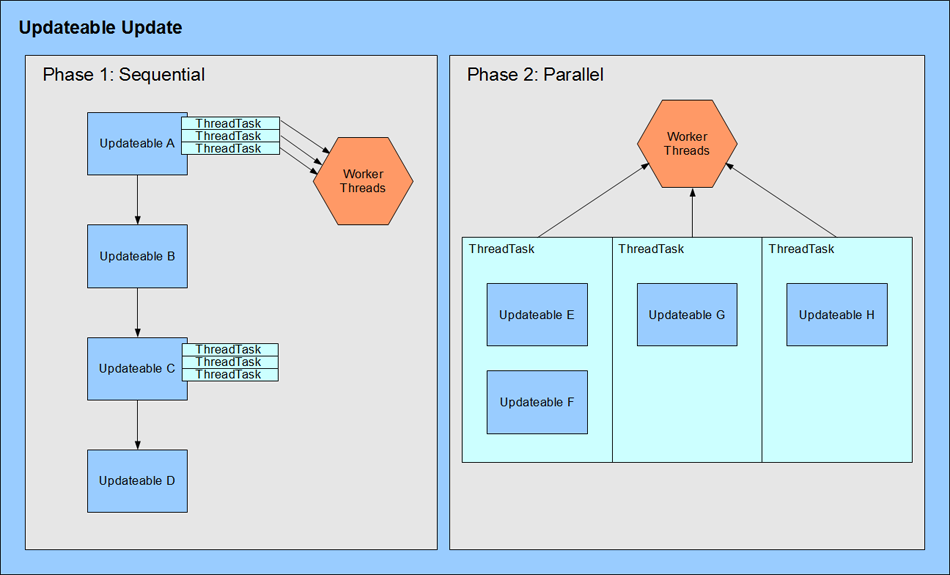 Updateable Update
Phase 1: Sequential
Updateable A
ThreadTask
ThreadTask
ThreadTask
Worker
Threads
Updateable B
Updateable C
ThreadTask
ThreadTask
ThreadTask
Updateable D
Phase 2: Parallel
Worker
Threads
ThreadTask
ThreadTask
ThreadTask
Updateable E
Updateable G
Updateable H
Updateable F